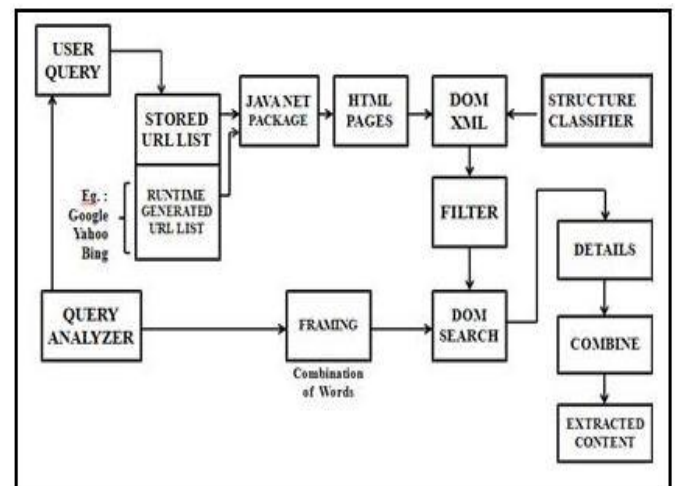 USER
QUERY
STORED
URL LIST
RUNTIME
GENERATED
URL LIST
Eg. :
Google
Yahoo
Bing
JAVA NET
PACKAGE
HTML
PAGES
DOM
XML
STRUCTURE
CLASSIFIER
FILTER
DETAILS
QUERY
ANALYZER
FRAMING
Combination
of Words
DOM
SEARCH
COMBINE
EXTRACTED
CONTENT